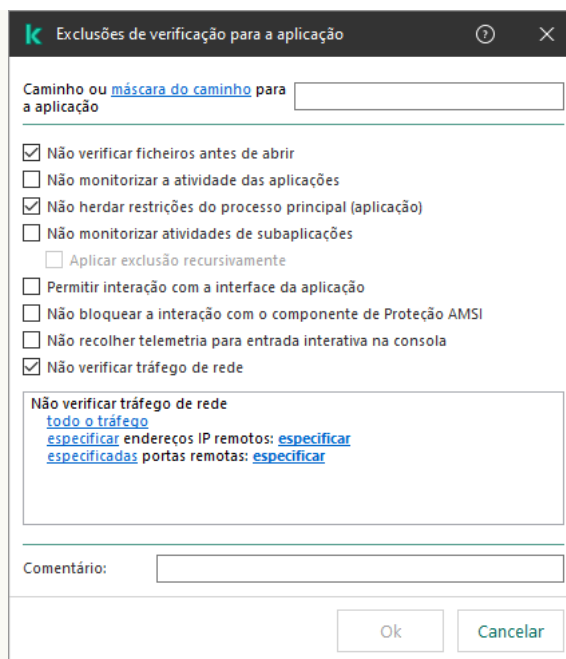 Exclusões de verificação para a aplicação
Caminho ou máscara do caminho para
a aplicação
Não verificar ficheiros antes de abrir
Não monitorizar a atividade das aplicações
Não herdar restrições do processo principal (aplicação)
Não monitorizar atividades de subaplicações
Aplicar exclusão recursivamente
Permitir interação com a interface da aplicação
Não bloquear a interação com o componente de Proteção AMSI
Não recolher telemetria para entrada interativa na consola
Não verificar tráfego de rede
Não verificar tráfego de rede
todo o tráfego
especificar endereços IP remotos: especificar
especificadas portas remotas: especificar
Comentário:
Ok Cancelar